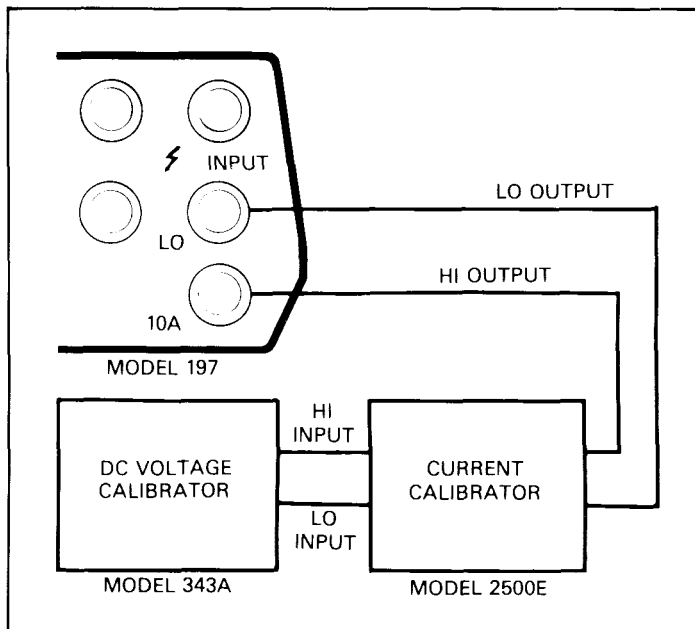 INPUT
LO OUTPUT
LO
HI OUTPUT
10A
MODEL 197
HI
INPUT
DC VOLTAGE
CALIBRATOR
CURRENT
CALIBRATOR
LO
INPUT
MODEL 343A
MODEL 2500E